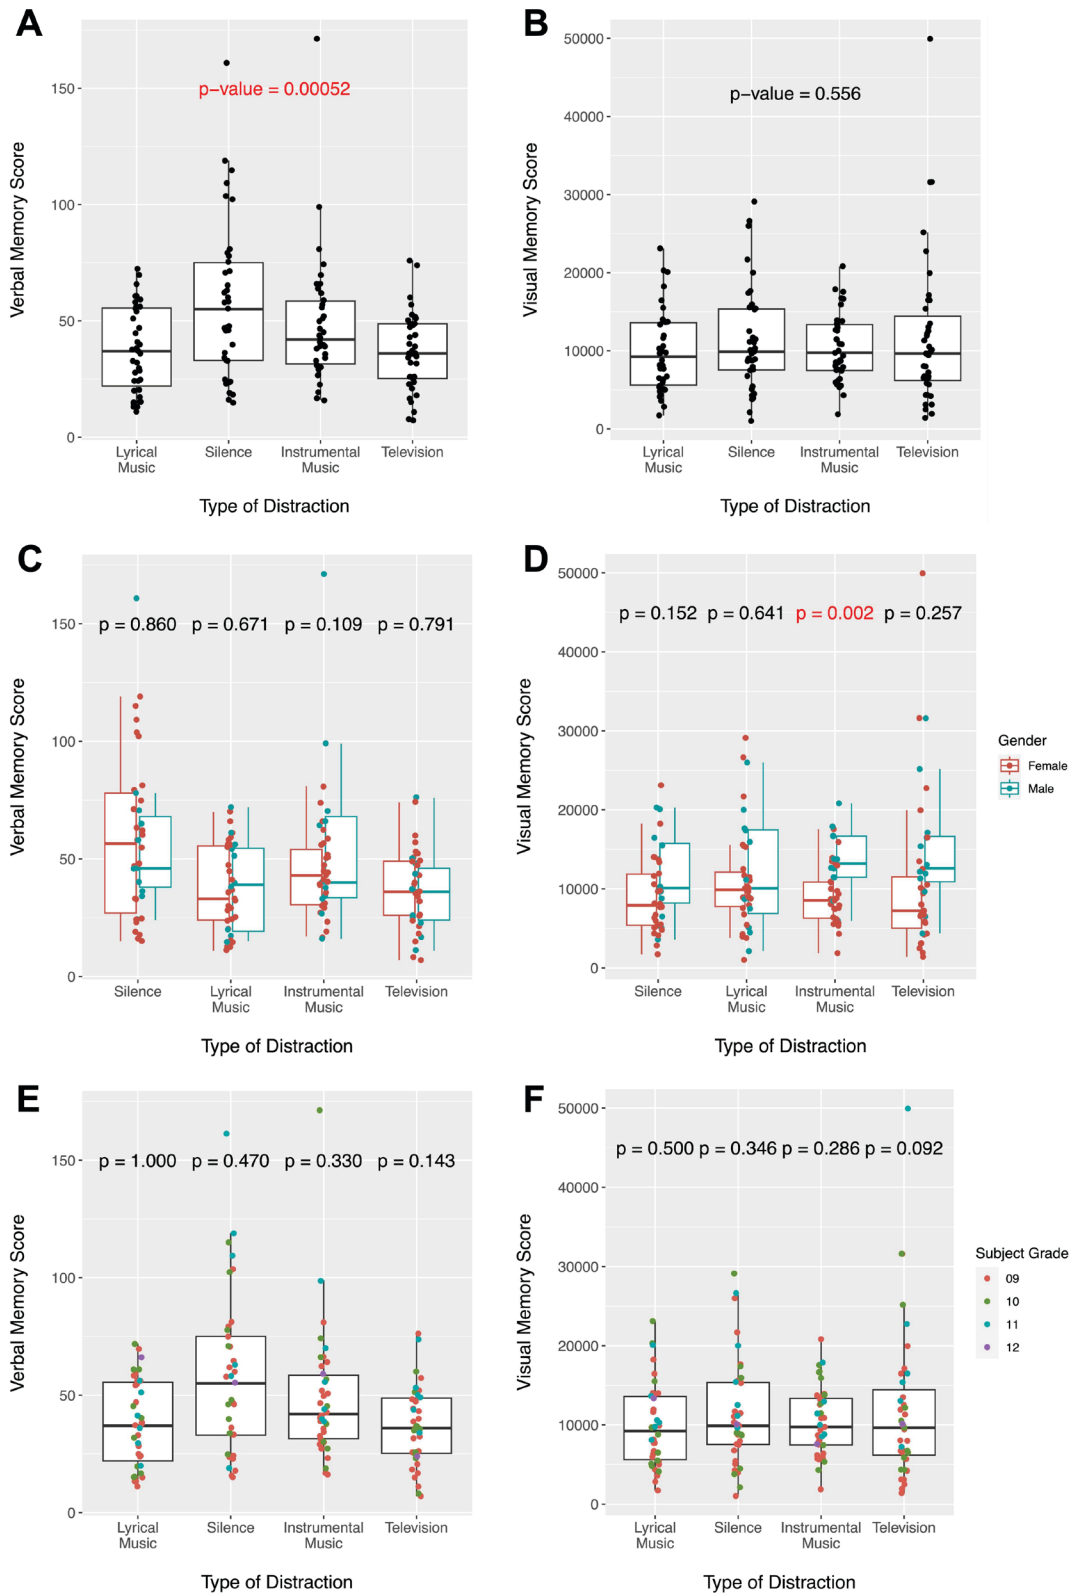 A
150
100
50
0
Verbal Memory Score
p-value = 0.00052
Lyrical Music
Silence
Instrumental Music
Television
Type of Distraction
B
50000
40000
30000
20000
10000
0
Visual Memory Score
p-value = 0.556
Lyrical Music
Silence
Instrumental Music
Television
Type of Distraction
C
150
100
50
0
Verbal Memory Score
p = 0.860 p = 0.671 p = 0.109 p = 0.791
Silence
Lyrical Music
Instrumental Music
Television
Type of Distraction
D
50000
40000
30000
20000
10000
0
Visual Memory Score
p = 0.152 p = 0.641 p = 0.002 p = 0.257
Silence
Lyrical Music
Instrumental Music
Television
Type of Distraction
Gender
Female
Male
E
150
100
50
0
Verbal Memory Score
p = 1.000 p = 0.470 p = 0.330 p = 0.143
Lyrical Music
Silence
Instrumental Music
Television
Type of Distraction
F
50000
40000
30000
20000
10000
0
Visual Memory Score
p = 0.500 p = 0.346 p = 0.286 p = 0.092
Lyrical Music
Silence
Instrumental Music
Television
Type of Distraction
Subject Grade
09
10
11
12